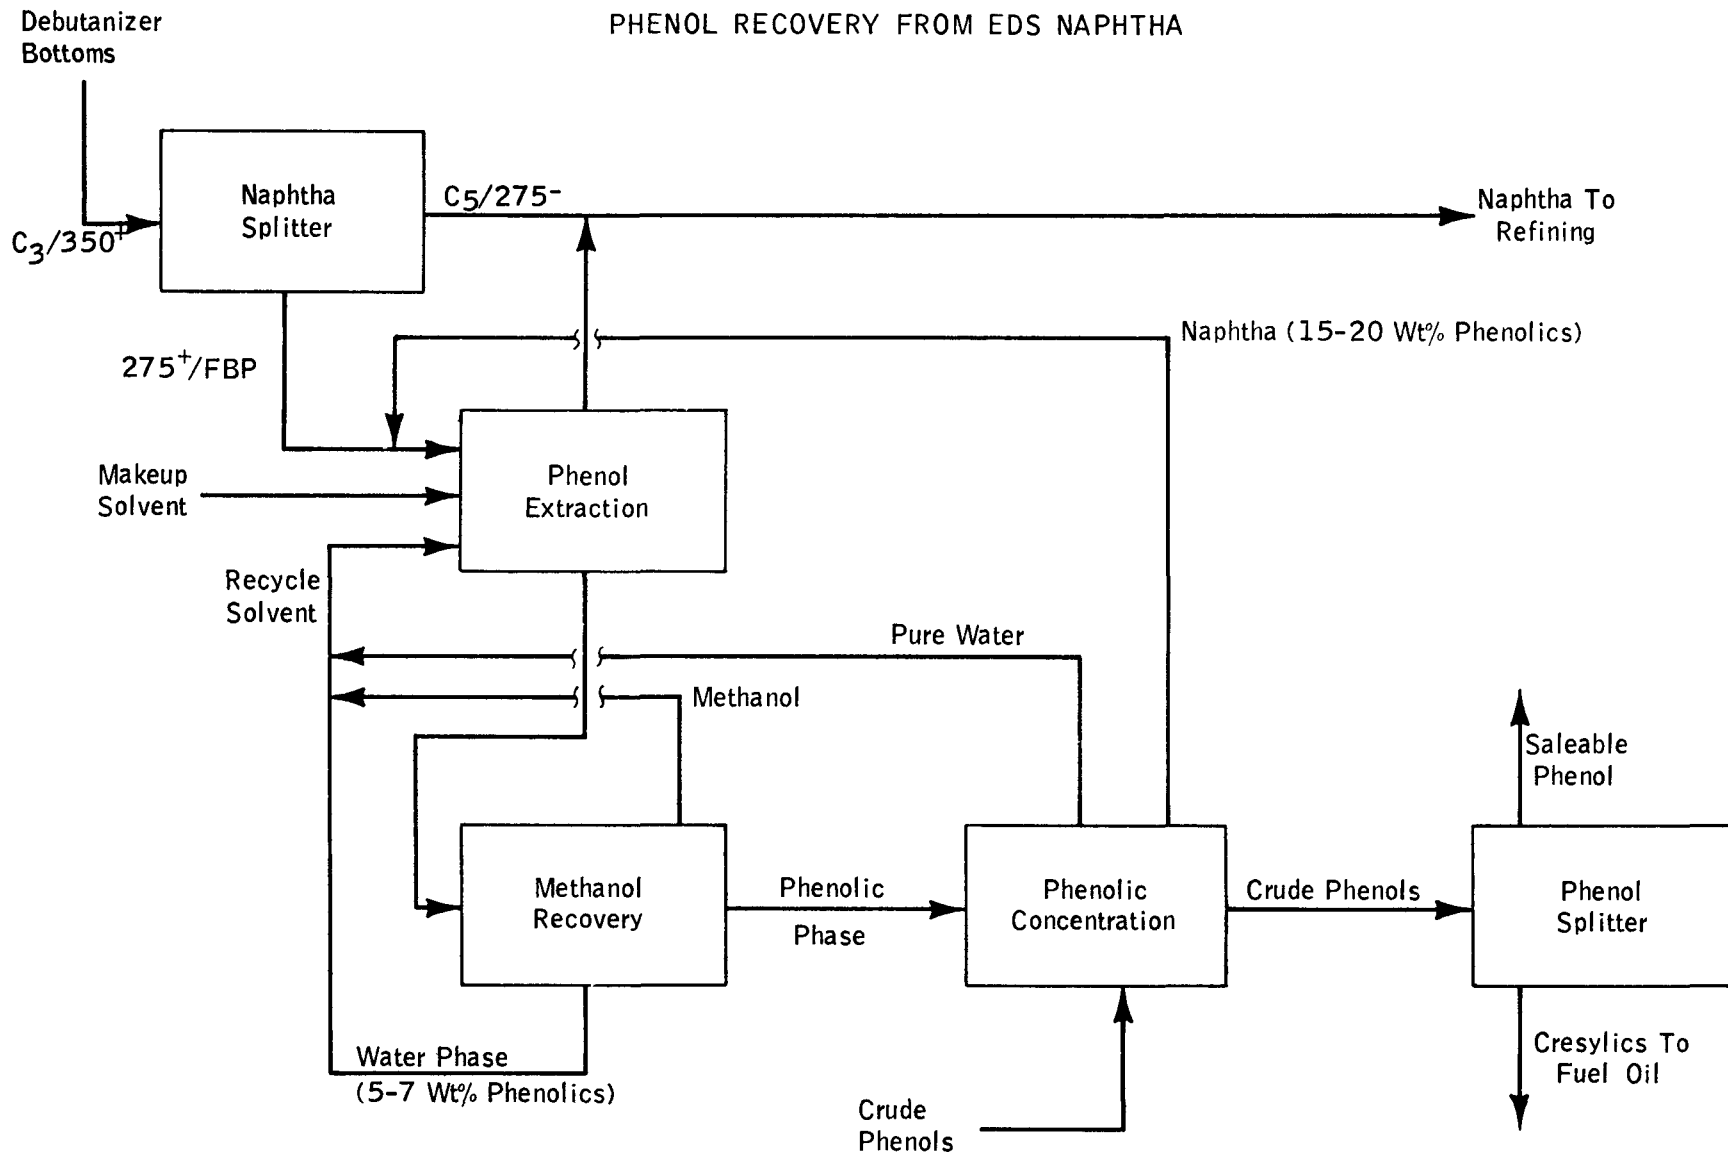 PHENOL RECOVERY FROM EDS NAPHTHA
Debutanizer
Bottoms
Naphtha
Splitter
C5/275-
Naphtha To
Refining
C3/350+
Naphtha (15-20 Wt% Phenolics)
275+/FBP
Phenol
Extraction
Makeup
Solvent
Recycle
Solvent
Pure Water
Methanol
Saleable
Phenol
Methanol
Recovery
Phenolic
Phase
Phenolic
Concentration
Crude Phenols
Phenol
Splitter
Water Phase
(5-7 Wt% Phenolics)
Cresylics To
Fuel Oil
Crude
Phenols